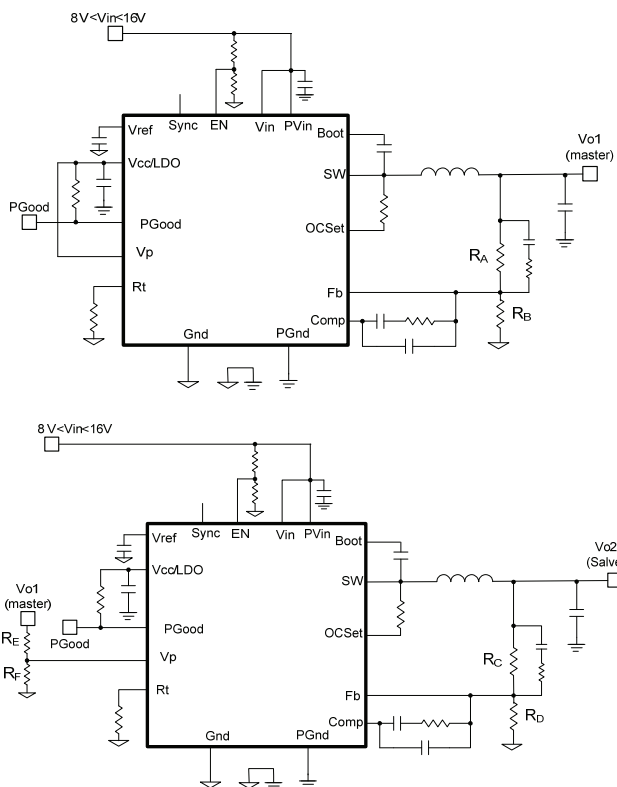 8V<Vin<16V
Sync EN Vin PVin
Vref
Boot
Vo1
(master)
Vcc/LDO
SW
PGood
PGood
OCSet
Vp
RA
Rt
Fb
RB
Comp
Gnd PGnd
8V<Vin<16V
Sync EN Vin PVin
Vref
Boot
Vo2
(Salve
Vcc/LDO
SW
Vo1
(master)
PGood
PGood
OCSet
RE
Vp
RC
RF
Rt
Fb
RD
Comp
Gnd PGnd